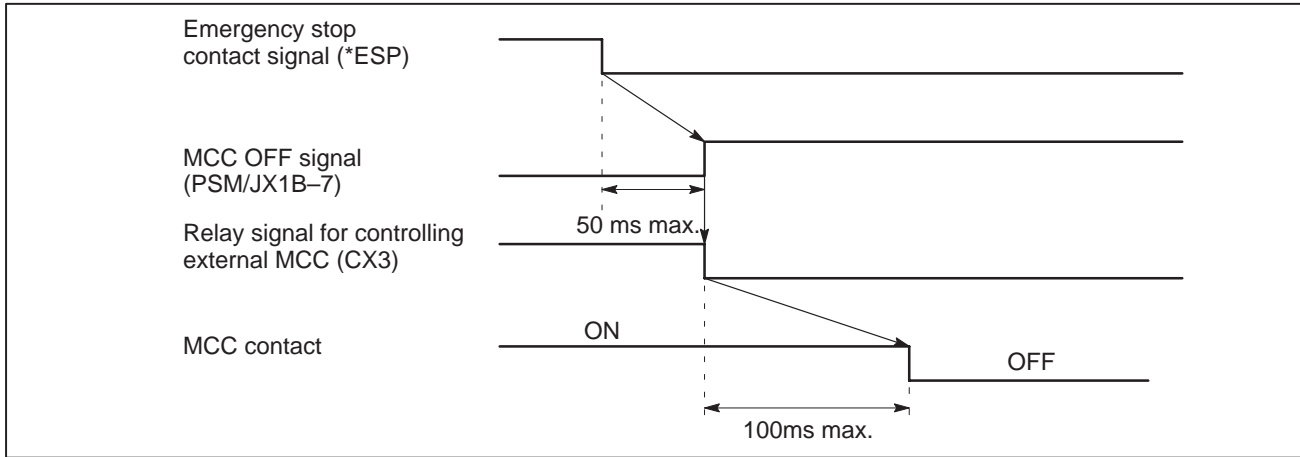 Emergency stop
contact signal (*ESP)
MCC OFF signal
(PSM/JX1B–7)
50 ms max.
Relay signal for controlling
external MCC (CX3)
ON
MCC contact
OFF
100ms max.